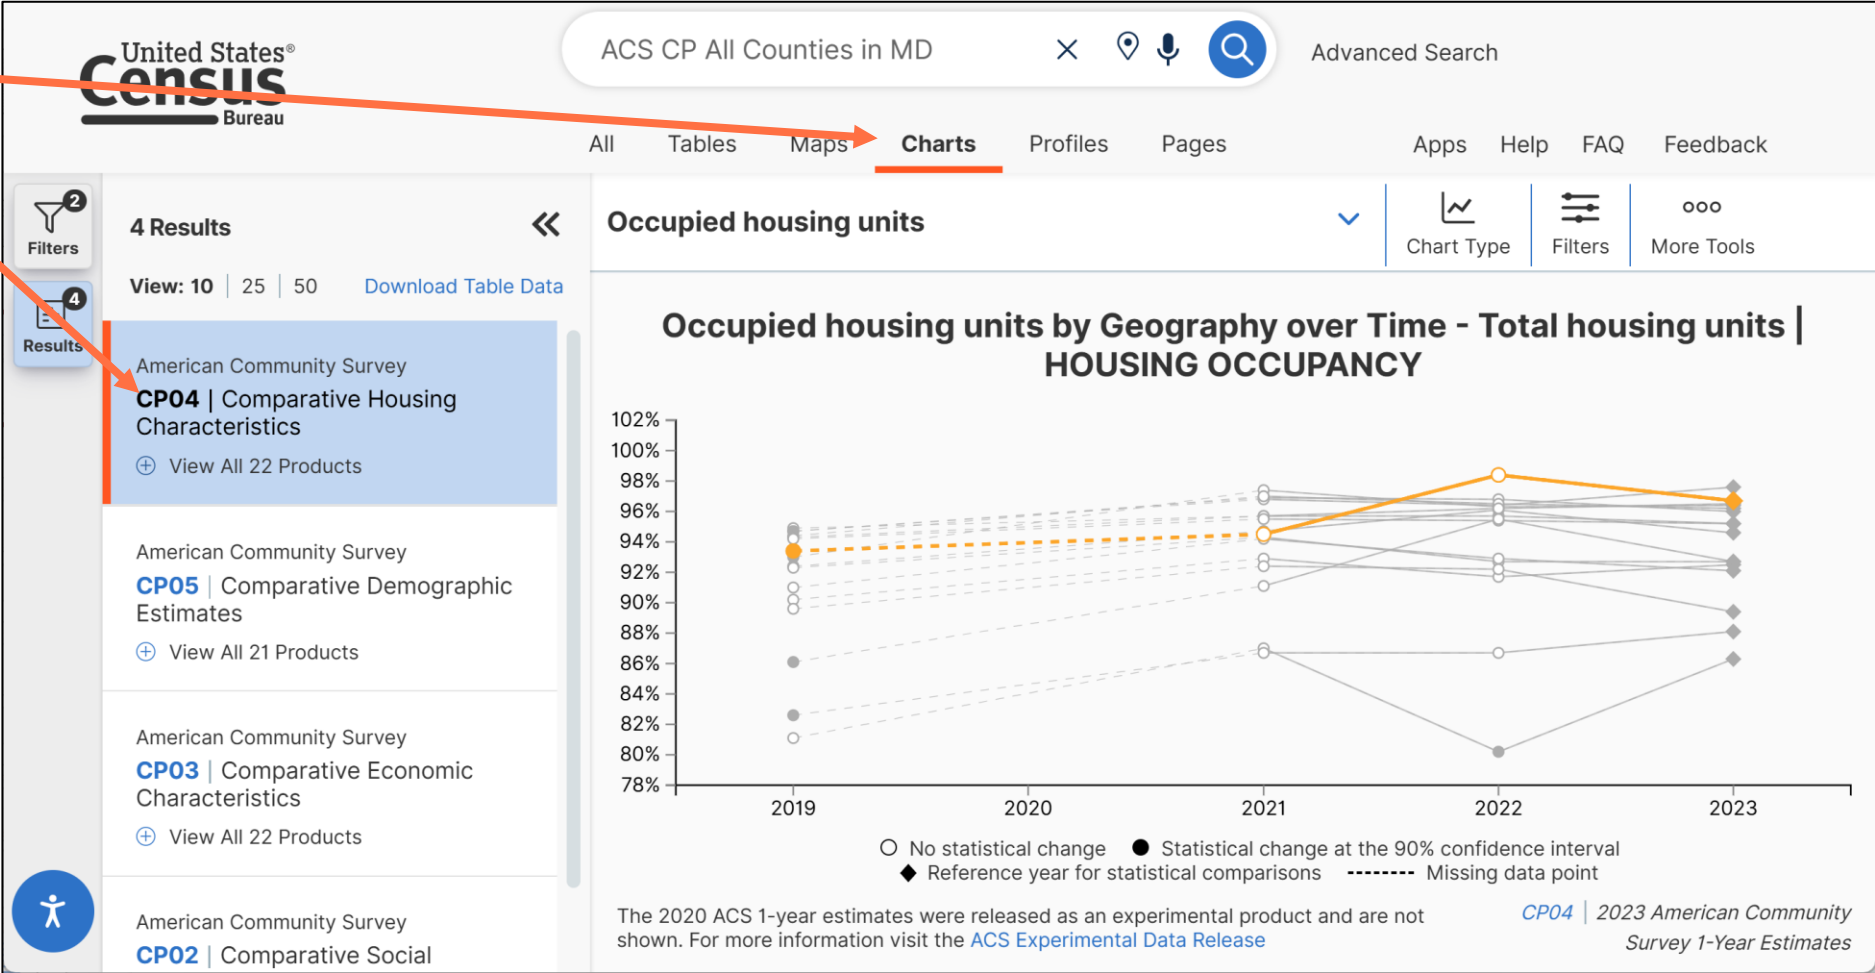 United States®
Census
Bureau
ACS CP All Counties in MD
Advanced Search
All Tables Maps Charts Profiles Pages
Apps Help FAQ Feedback
2
Filters
4
Results
4 Results
View: 10 | 25 | 50 Download Table Data
American Community Survey
CP04 | Comparative Housing
Characteristics
View All 22 Products
American Community Survey
CP05 | Comparative Demographic
Estimates
View All 21 Products
American Community Survey
CP03 | Comparative Economic
Characteristics
View All 22 Products
American Community Survey
CP02 | Comparative Social
Occupied housing units
Chart Type
Filters
More Tools
Occupied housing units by Geography over Time - Total housing units |
HOUSING OCCUPANCY
102%
100%
98%
96%
94%
92%
90%
88%
86%
84%
82%
80%
78%
2019 2020 2021 2022 2023
No statistical change Statistical change at the 90% confidence interval
Reference year for statistical comparisons Missing data point
The 2020 ACS 1-year estimates were released as an experimental product and are not
shown. For more information visit the ACS Experimental Data Release
CP04 | 2023 American Community
Survey 1-Year Estimates